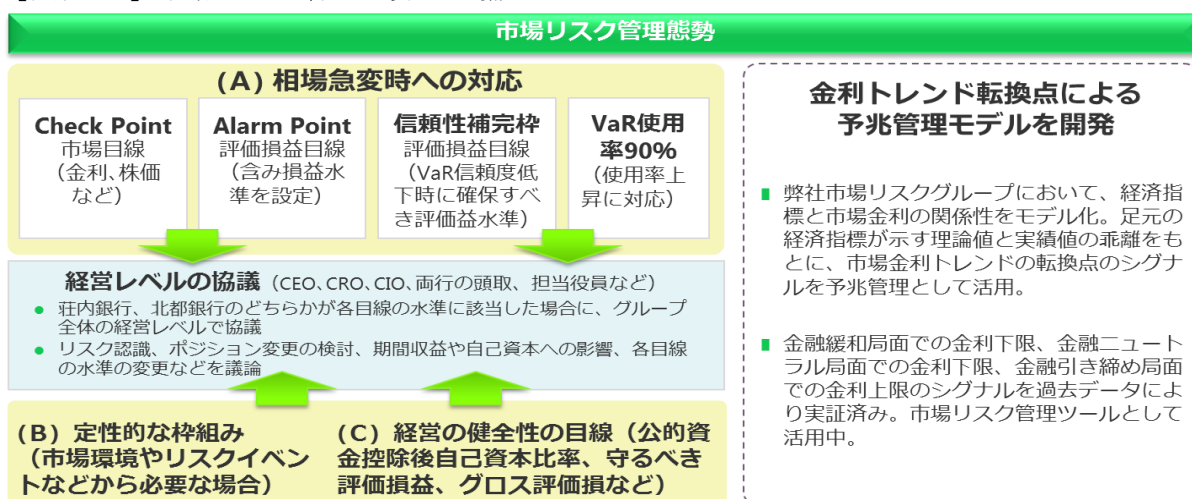 市場リスク管理態勢
(A) 相場急変時への対応
Check Point
市場目線
（金利、株価
など）
Alarm Point
評価損益目線
（含み損益水
準を設定）
信頼性補完枠
評価損益目線
（VaR信頼度低
下時に確保すべ
き評価益水準）
VaR使用
率90%
（使用率上
昇に対応）
経営レベルの協議（CEO、CRO、CIO、両行の頭取、担当役員など）
● 荘内銀行、北都銀行のどちらかが各目線の水準に該当した場合に、グループ
全体の経営レベルで協議
● リスク認識、ポジション変更の検討、期間収益や自己資本への影響、各目線
の水準の変更などを議論
(B) 定性的な枠組み
（市場環境やリスクイベン
トなどから必要な場合）
(C) 経営の健全性の目線（公的資
金控除後自己資本比率、守るべき
評価損益、グロス評価損など）
金利トレンド転換点による
予兆管理モデルを開発
■ 弊社市場リスクグループにおいて、経済指
標と市場金利の関係性をモデル化。足元の
経済指標が示す理論値と実績値の乖離をも
とに、市場金利トレンドの転換点のシグナ
ルを予兆管理として活用。
■ 金融緩和局面での金利下限、金融ニュート
ラル局面での金利下限、金融引き締め局面
での金利上限のシグナルを過去データによ
り実証済み。市場リスク管理ツールとして
活用中。